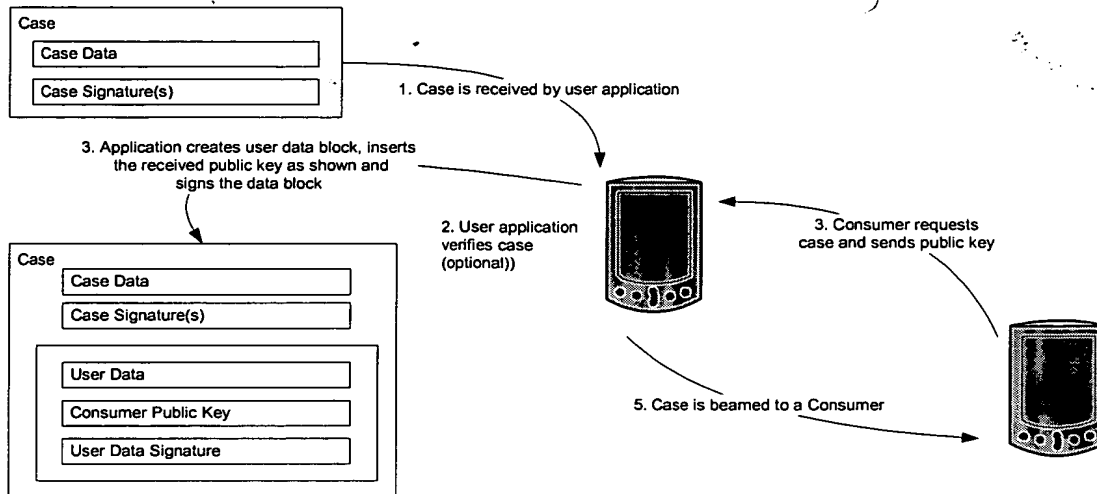 Case
Case Data
Case Signature(s)
1. Case is received by user application
3. Application creates user data block, inserts
the received public key as shown and
signs the data block
2. User application
verifies case
(optional))
3. Consumer requests
case and sends public key
Case
Case Data
Case Signature(s)
User Data
Consumer Public Key
User Data Signature
5. Case is beamed to a Consumer